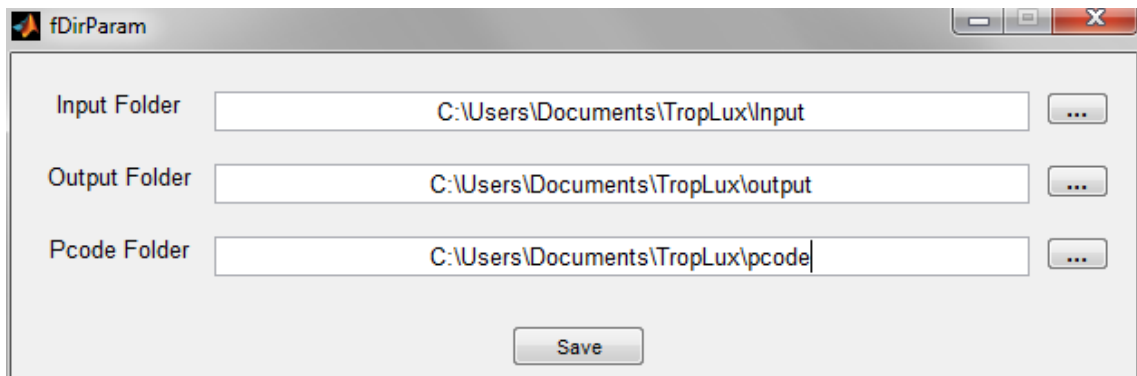 fDirParam
Input Folder C:\Users\Documents\TropLux\Input ...
Output Folder C:\Users\Documents\TropLux\output ...
Pcode Folder C:\Users\Documents\TropLux\pcode ...
Save